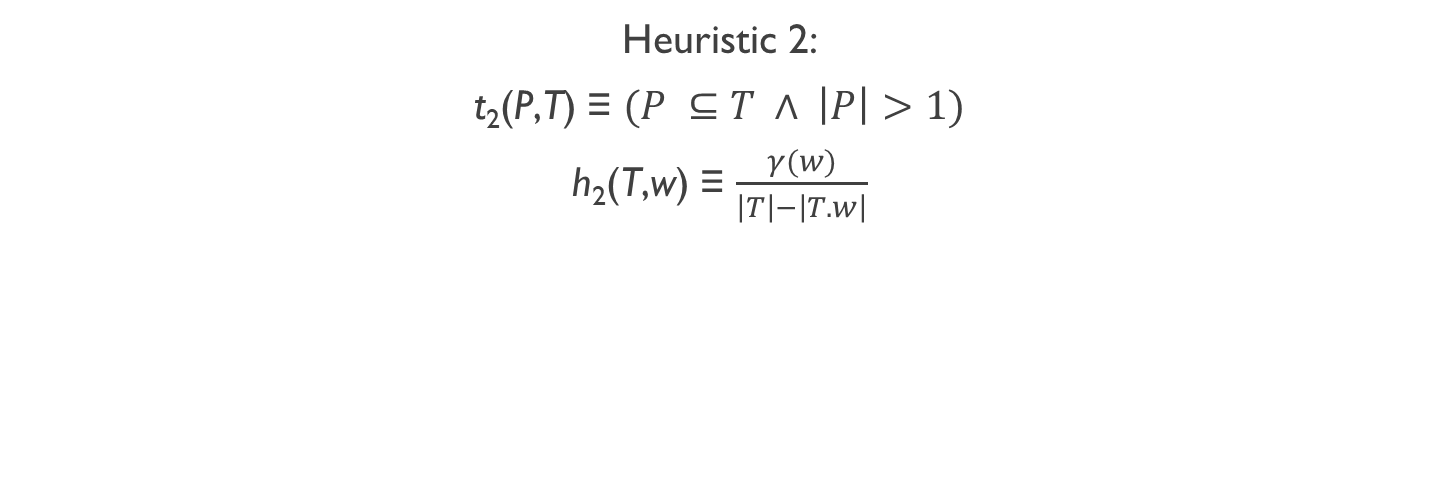 Heuristic 2:
t₂(P,T) ≡ (P ⊆ T ∧ |P| > 1)
h₂(T,w) ≡ γ(w) / |T|−|T.w|